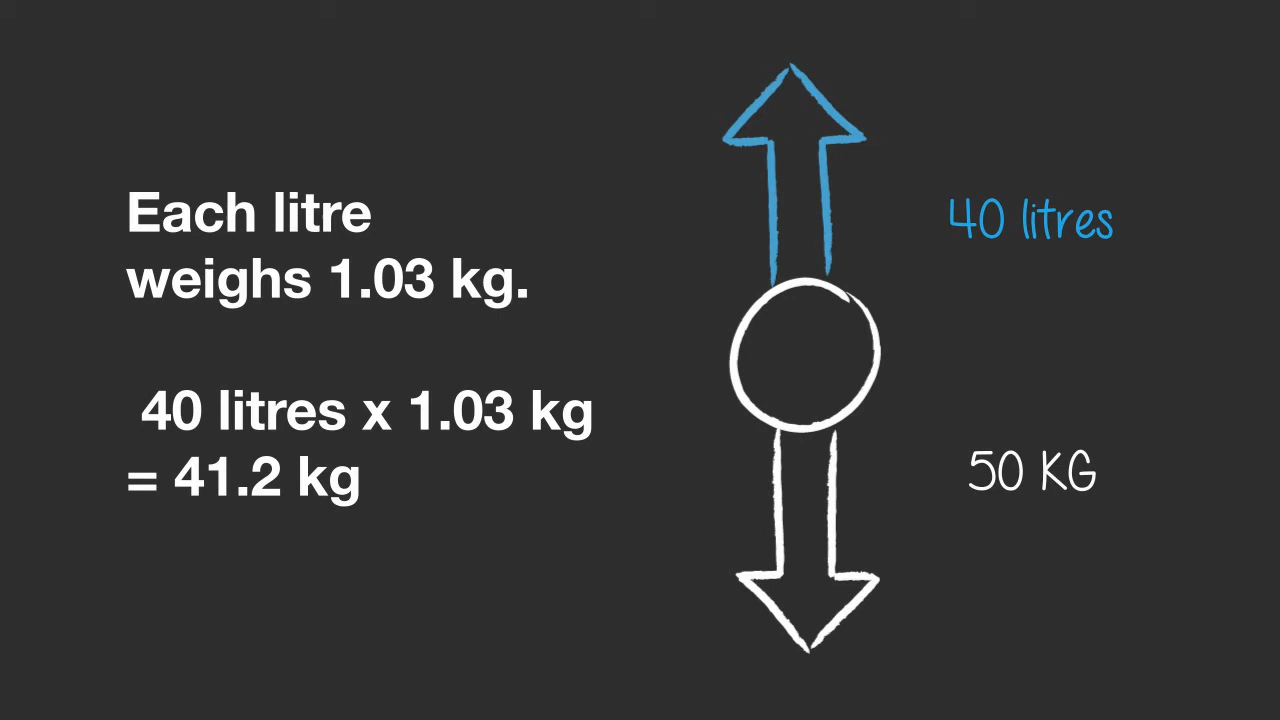 Each litre
weighs 1.03 kg.
40 litres x 1.03 kg
= 41.2 kg
40 litres
50 KG